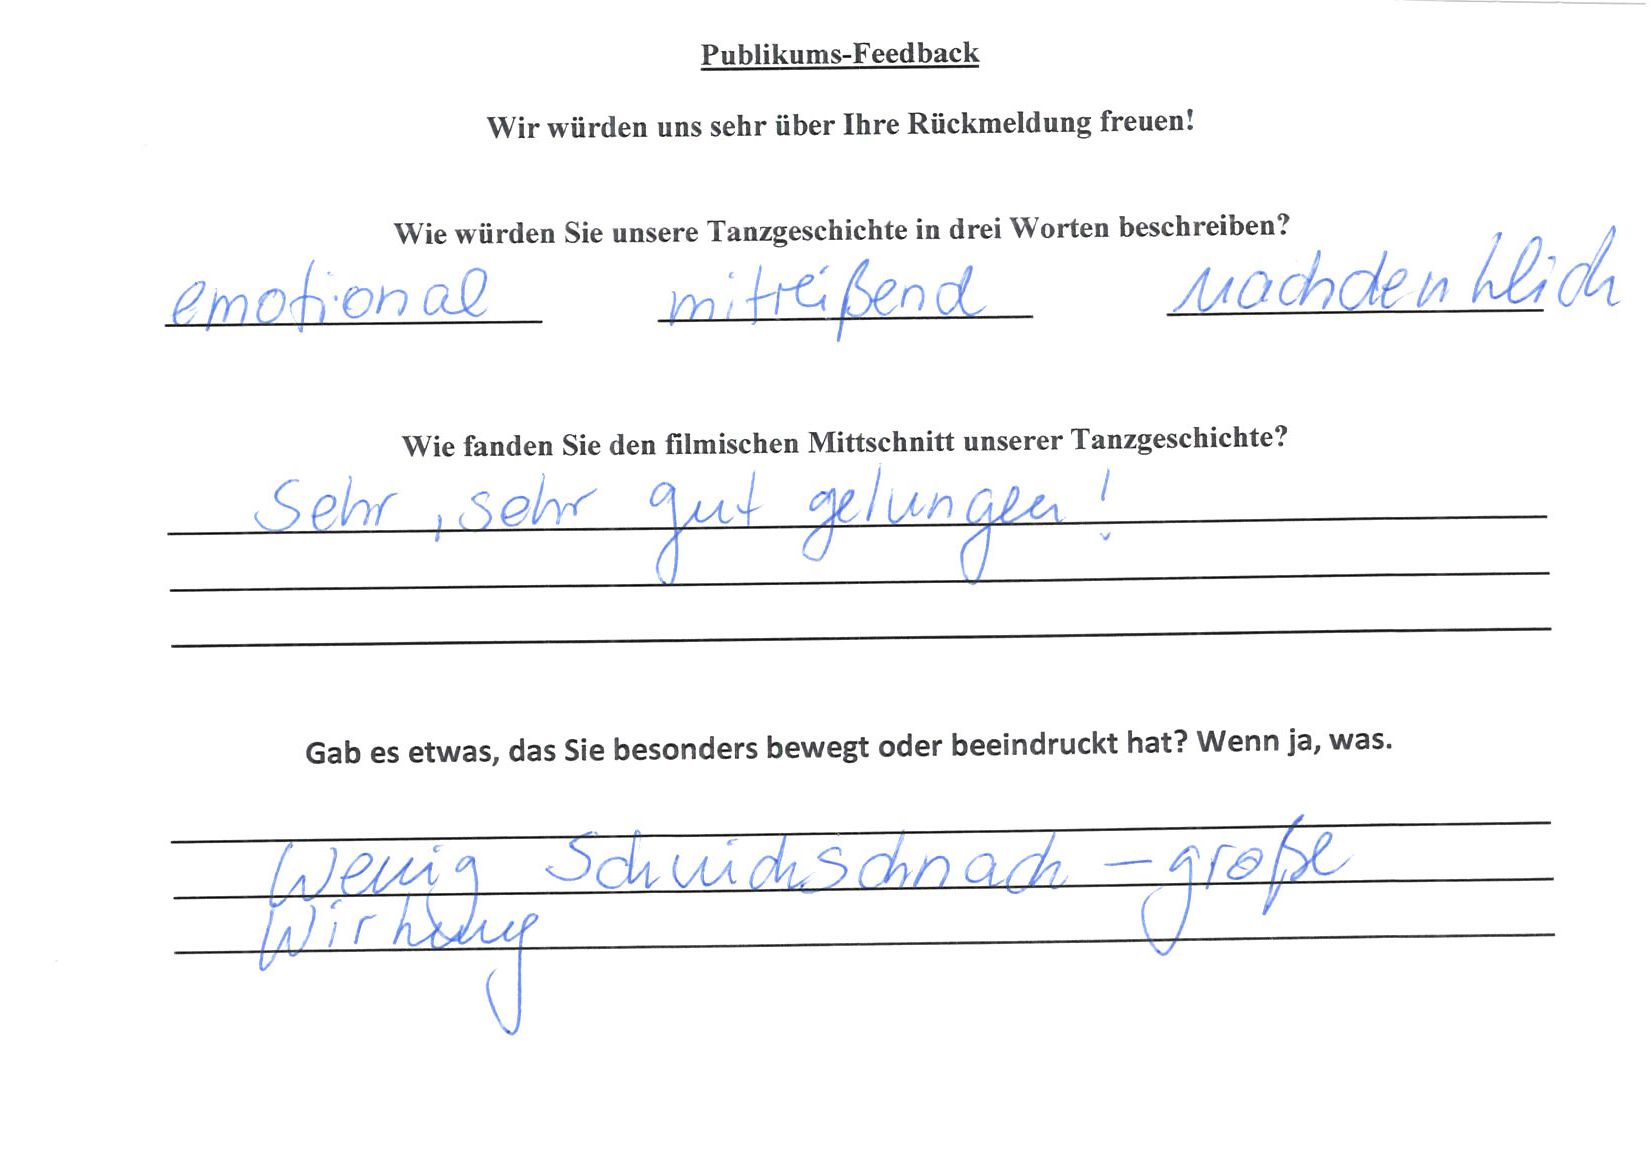 Publikums-Feedback
Wir würden uns sehr über Ihre Rückmeldung freuen!
Wie würden Sie unsere Tanzgeschichte in drei Worten beschreiben?
emotional mitreißend nachdenklich
Wie fanden Sie den filmischen Mittschnitt unserer Tanzgeschichte?
Sehr, sehr gut gelungen!
Gab es etwas, das Sie besonders bewegt oder beeindruckt hat? Wenn ja, was.
Wenig Schnickschnack – große
Wirkung